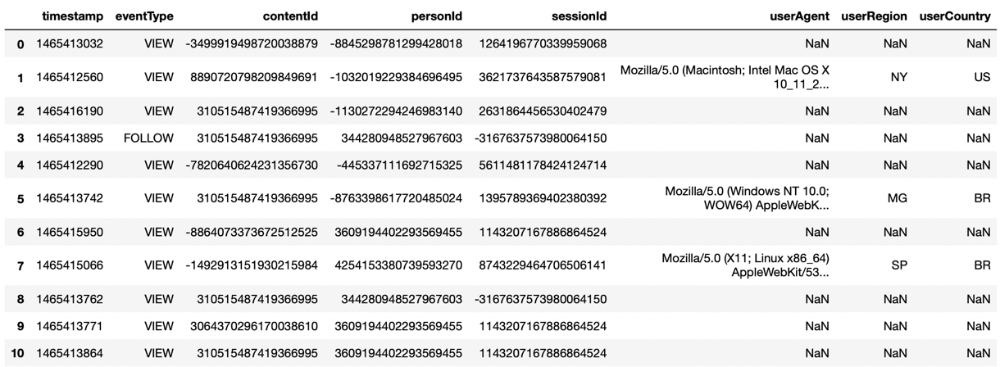 timestamp eventType contentId personId sessionId userAgent userRegion userCountry
0 1465413032 VIEW -3499919498720038879 -8845298781299428018 1264196770339959068 NaN NaN NaN
1 1465412560 VIEW 8890720798209849691 -1032019229384696495 3621737643587579081 Mozilla/5.0 (Macintosh; Intel Mac OS X 10_11_2... NY US
2 1465416190 VIEW 310515487419366995 -1130272294246983140 2631864456530402479 NaN NaN NaN
3 1465413895 FOLLOW 310515487419366995 344280948527967603 -3167637573980064150 NaN NaN NaN
4 1465412290 VIEW -7820640624231356730 -445337111692715325 5611481178424124714 NaN NaN NaN
5 1465413742 VIEW 310515487419366995 -8763398617720485024 1395789369402380392 Mozilla/5.0 (Windows NT 10.0; WOW64) AppleWebK... MG BR
6 1465415950 VIEW -8864073373672512525 3609194402293569455 1143207167886864524 NaN NaN NaN
7 1465415066 VIEW -1492913151930215984 4254153380739593270 8743229464706506141 Mozilla/5.0 (X11; Linux x86_64) AppleWebKit/53... SP BR
8 1465413762 VIEW 310515487419366995 344280948527967603 -3167637573980064150 NaN NaN NaN
9 1465413771 VIEW 3064370296170038610 3609194402293569455 1143207167886864524 NaN NaN NaN
10 1465413864 VIEW 310515487419366995 3609194402293569455 1143207167886864524 NaN NaN NaN